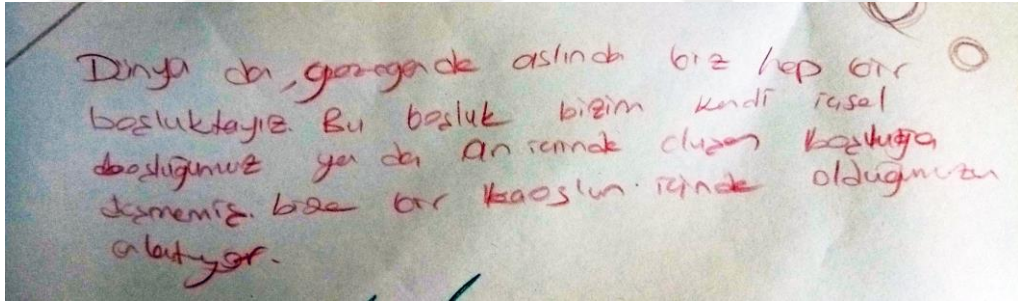 Dünya da, gezegende aslında biz hep bir
boşluktayız. Bu boşluk bizim kendi içsel
boşluğumuz ya da an içinde oluşan boşluğa
düşmemiz. bize bir kaosun içinde olduğumuzu
anlatıyor.